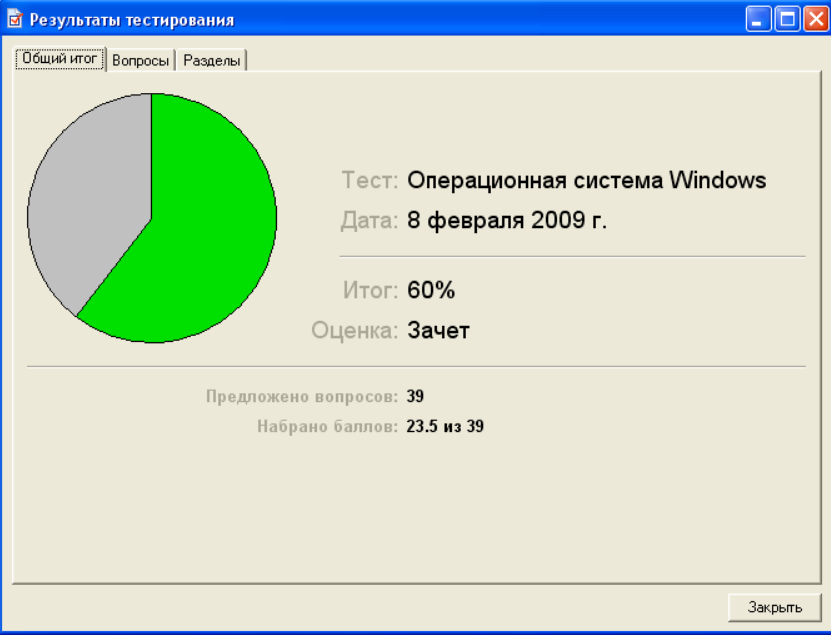 Результаты тестирования
Общий итог Вопросы Разделы
Тест: Операционная система Windows
Дата: 8 февраля 2009 г.
Итог: 60%
Оценка: Зачет
Предложено вопросов: 39
Набрано баллов: 23.5 из 39
Закрыть